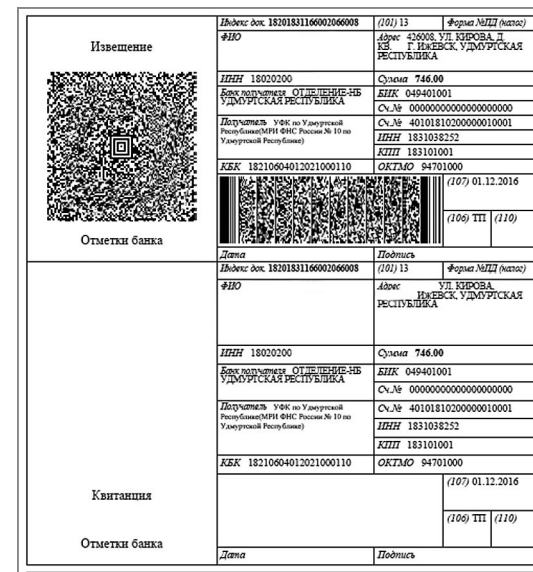 Извещение
Отметки банка
Индекс док. 18201831166002066008
(101) 13
Форма №ПД (налог)
ФИО
Адрес 426008, УЛ. КИРОВА, Д.
КВ. Г. ИЖЕВСК, УДМУРТСКАЯ
РЕСПУБЛИКА
ИНН 18020200
Сумма 746.00
Банк получателя ОТДЕЛЕНИЕ-НБ
УДМУРТСКАЯ РЕСПУБЛИКА
БИК 049401001
Сч.№ 00000000000000000000
Получатель УФК по Удмуртской
Республике(МРИ ФНС России № 10 по
Удмуртской Республике)
Сч.№ 40101810200000010001
ИНН 1831038252
КПП 183101001
КБК 18210604012021000110
ОКТМО 94701000
(107) 01.12.2016
(106) ТП
(110)
Дата
Подпись
Квитанция
Отметки банка
Индекс док. 18201831166002066008
(101) 13
Форма №ПД (налог)
ФИО
Адрес УЛ. КИРОВА,
ИЖЕВСК, УДМУРТСКАЯ
РЕСПУБЛИКА
ИНН 18020200
Сумма 746.00
Банк получателя ОТДЕЛЕНИЕ-НБ
УДМУРТСКАЯ РЕСПУБЛИКА
БИК 049401001
Сч.№ 00000000000000000000
Получатель УФК по Удмуртской
Республике(МРИ ФНС России № 10 по
Удмуртской Республике)
Сч.№ 40101810200000010001
ИНН 1831038252
КПП 183101001
КБК 18210604012021000110
ОКТМО 94701000
(107) 01.12.2016
(106) ТП
(110)
Дата
Подпись